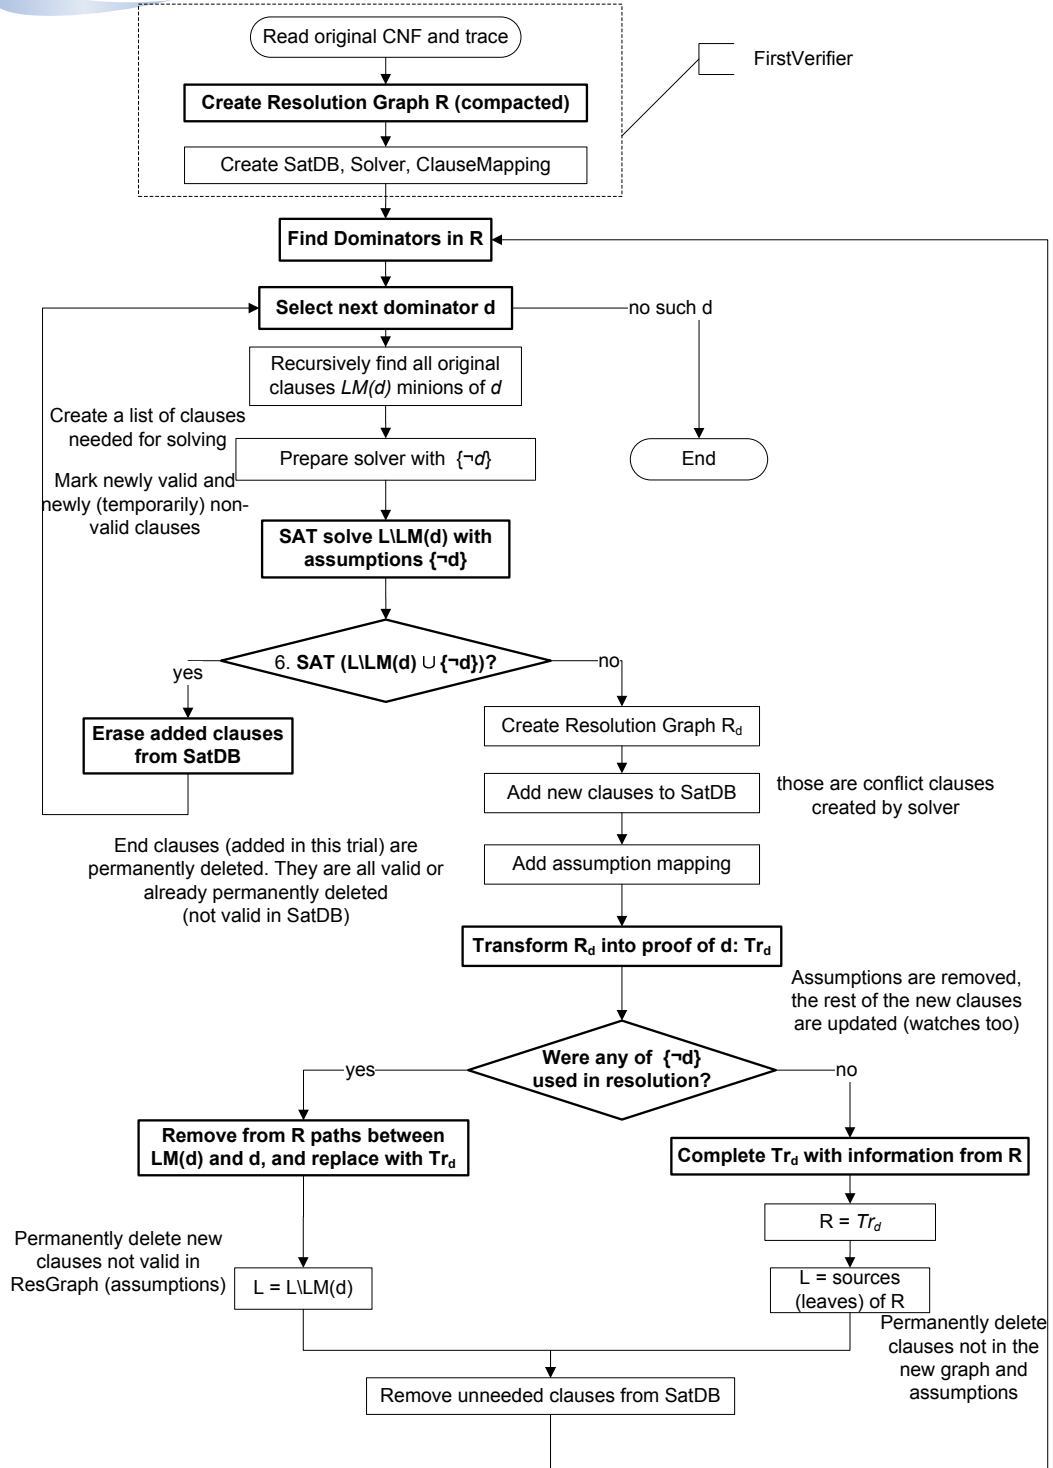 Read original CNF and trace
FirstVerifier
Create Resolution Graph R (compacted)
Create SatDB, Solver, ClauseMapping
Find Dominators in R
Select next dominator d
no such d
Recursively find all original
clauses LM(d) minions of d
Create a list of clauses
needed for solving
Prepare solver with {¬d}
End
Mark newly valid and
newly (temporarily) non-
valid clauses
SAT solve L\LM(d) with
assumptions {¬d}
6. SAT (L\LM(d) ∪ {¬d})?
yes
no
Erase added clauses
from SatDB
Create Resolution Graph Rd
Add new clauses to SatDB
those are conflict clauses
created by solver
End clauses (added in this trial) are
permanently deleted. They are all valid or
already permanently deleted
(not valid in SatDB)
Add assumption mapping
Transform Rd into proof of d: Trd
Assumptions are removed,
the rest of the new clauses
are updated (watches too)
Were any of {¬d}
used in resolution?
yes
no
Remove from R paths between
LM(d) and d, and replace with Trd
Complete Trd with information from R
R = Trd
Permanently delete new
clauses not valid in
ResGraph (assumptions)
L = L\LM(d)
L = sources
(leaves) of R
Permanently delete
clauses not in the
new graph and
assumptions
Remove unneeded clauses from SatDB